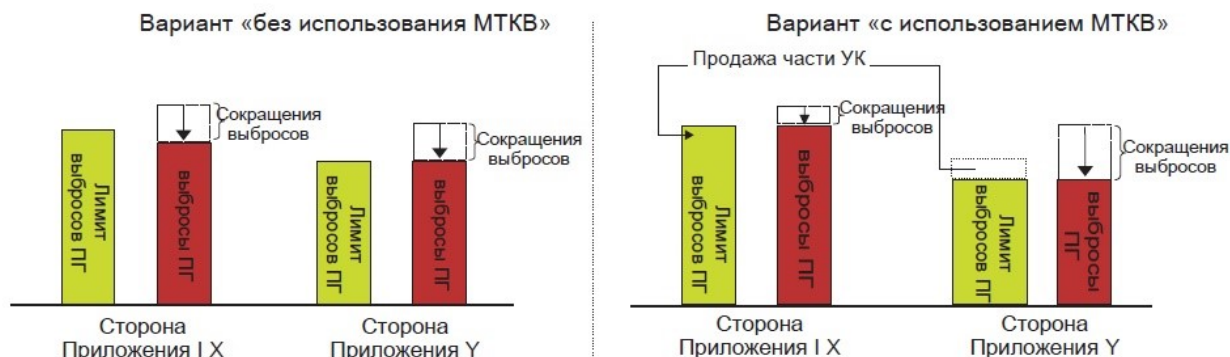 Вариант «без использования МТКВ»
Сокращения
выбросов
Лимит
выбросов ПГ
выбросы ПГ
Сокращения
выбросов
Лимит
выбросов ПГ
выбросы ПГ
Сторона
Приложения I X
Сторона
Приложения Y
Вариант «с использованием МТКВ»
Продажа части УК
Сокращения
выбросов
Лимит
выбросов ПГ
выбросы ПГ
Сокращения
выбросов
Лимит
выбросов ПГ
выбросы
ПГ
Сторона
Приложения I X
Сторона
Приложения Y